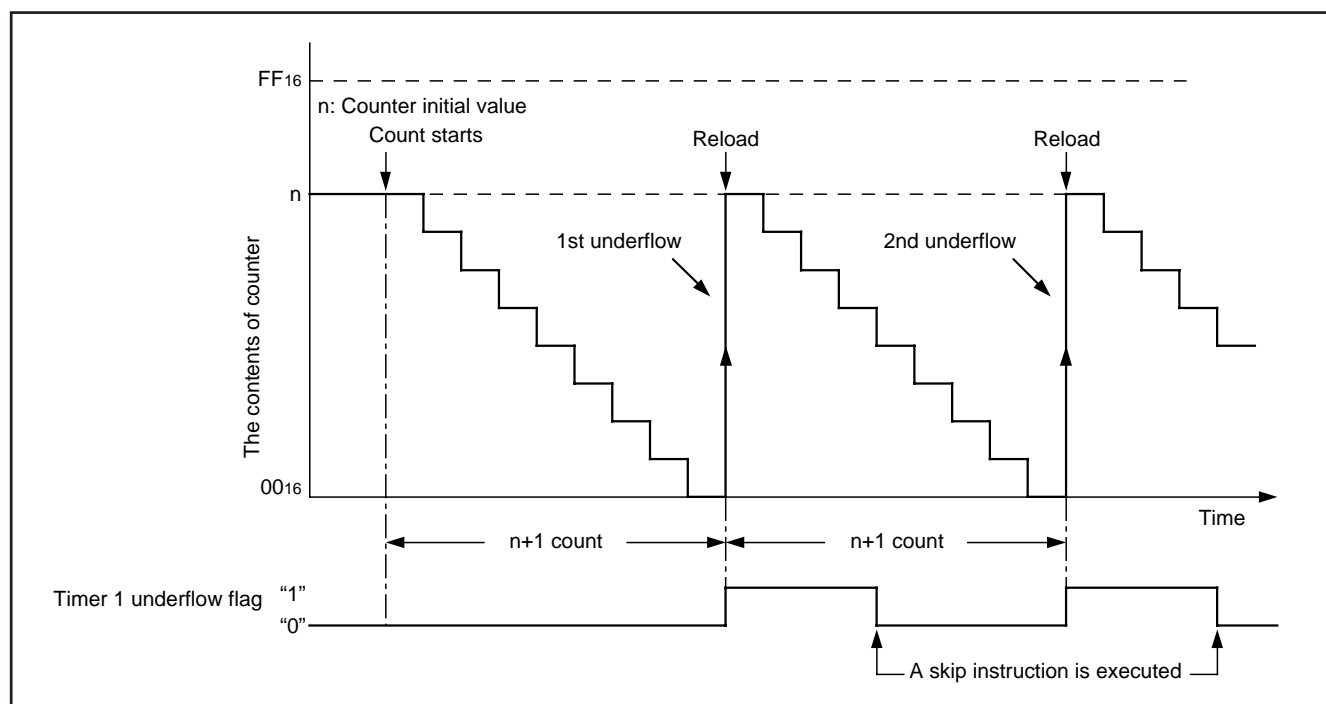 FF16
n: Counter initial value
Count starts
Reload
Reload
n
1st underflow
2nd underflow
The contents of counter
0016
Time
n+1 count
n+1 count
Timer 1 underflow flag
“1”
“0”
A skip instruction is executed